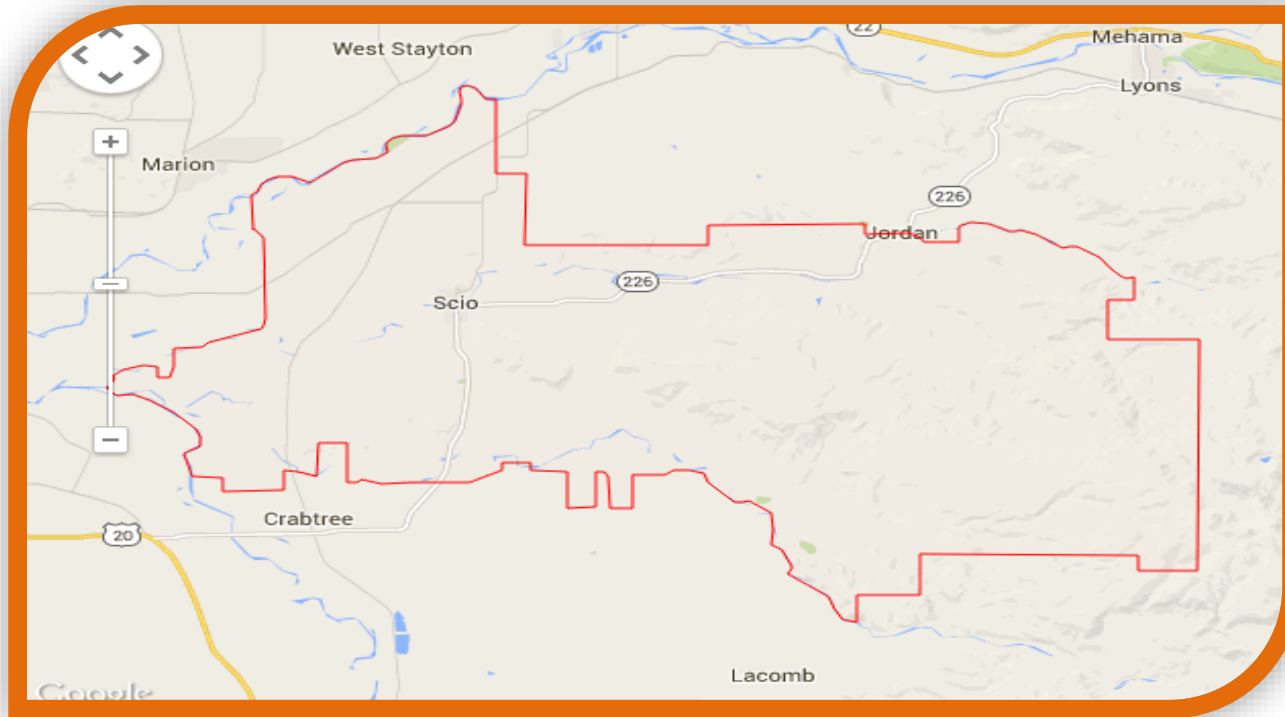 22
Mehama
West Stayton
Lyons
Marion
226
Jordan
226
Scio
Crabtree
20
Lacomb
Google